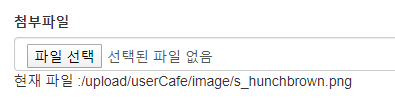 첨부파일
파일 선택 선택된 파일 없음
현재 파일 :/upload/userCafe/image/s_hunchbrown.png